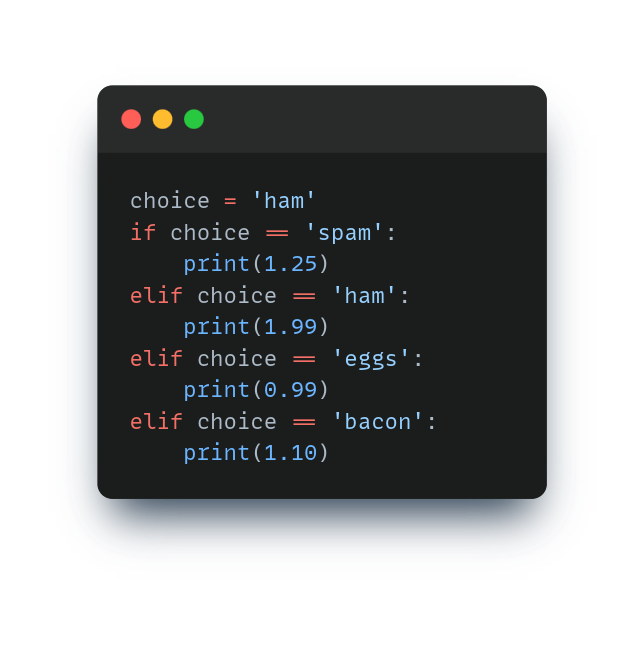 choice = 'ham'
if choice == 'spam':
    print(1.25)
elif choice == 'ham':
    print(1.99)
elif choice == 'eggs':
    print(0.99)
elif choice == 'bacon':
    print(1.10)